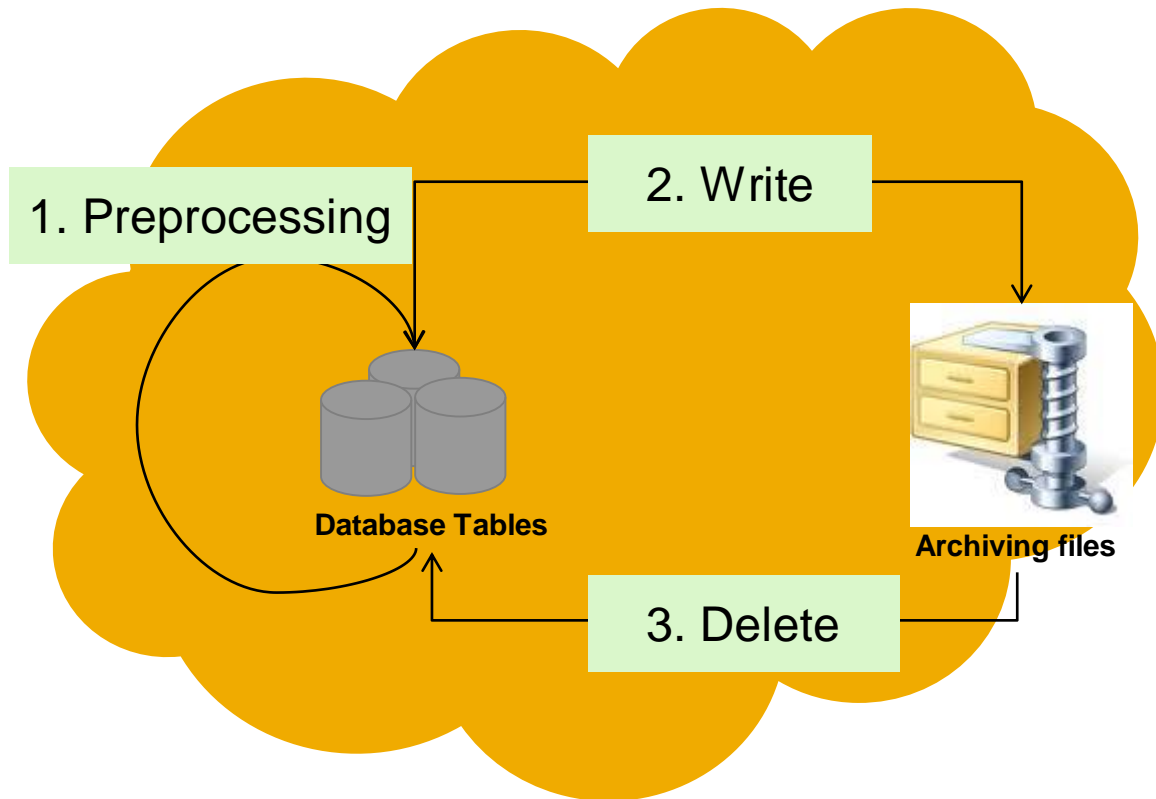 2. Write
1. Preprocessing
Database Tables
Archiving files
3. Delete